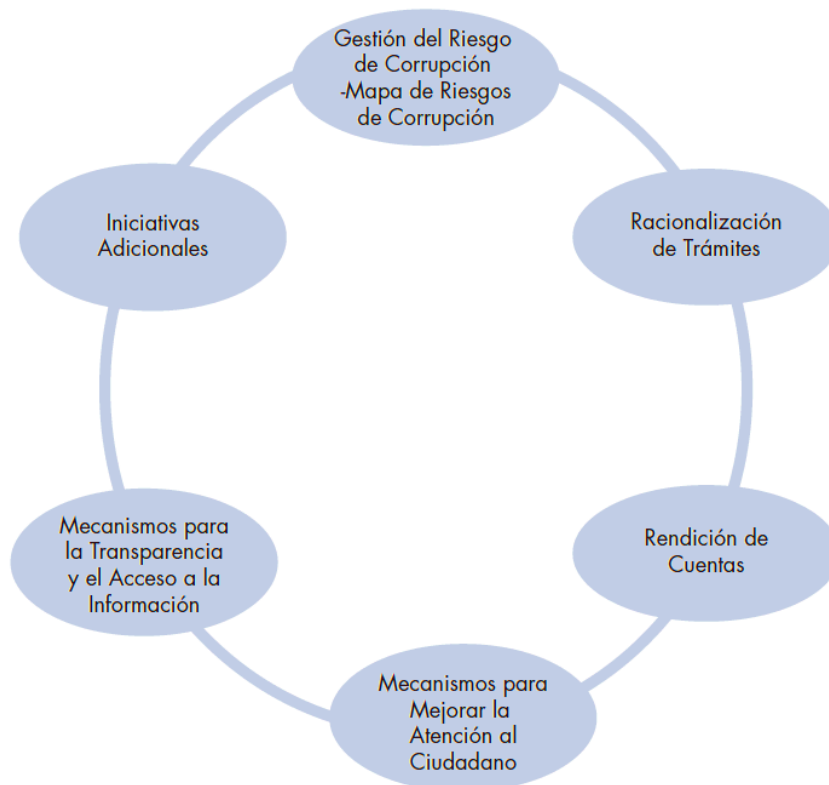 Gestión del Riesgo
de Corrupción
-Mapa de Riesgos
de Corrupción
Iniciativas
Adicionales
Racionalización
de Trámites
Mecanismos para
la Transparencia
y el Acceso a la
Información
Rendición de
Cuentas
Mecanismos para
Mejorar la
Atención al
Ciudadano